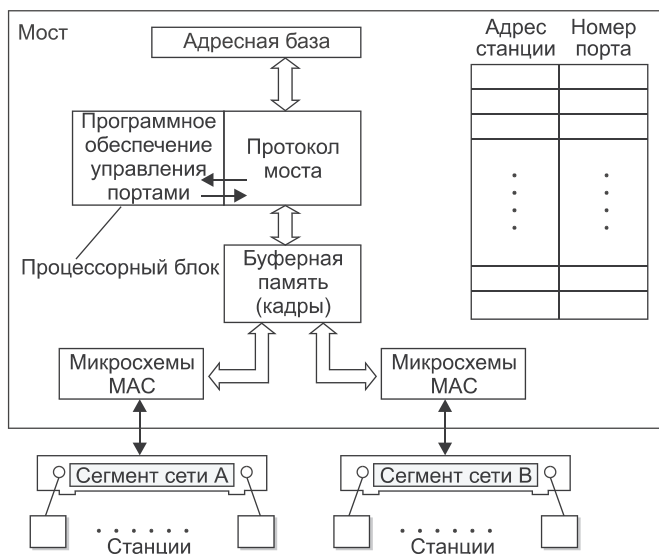 Мост
Адресная база
Адрес
станции
Номер
порта
Программное
обеспечение
управления
портами
Протокол
моста
Процессорный блок
Буферная
память
(кадры)
Микросхемы
MAC
Микросхемы
MAC
Сегмент сети A
Сегмент сети B
Станции
Станции